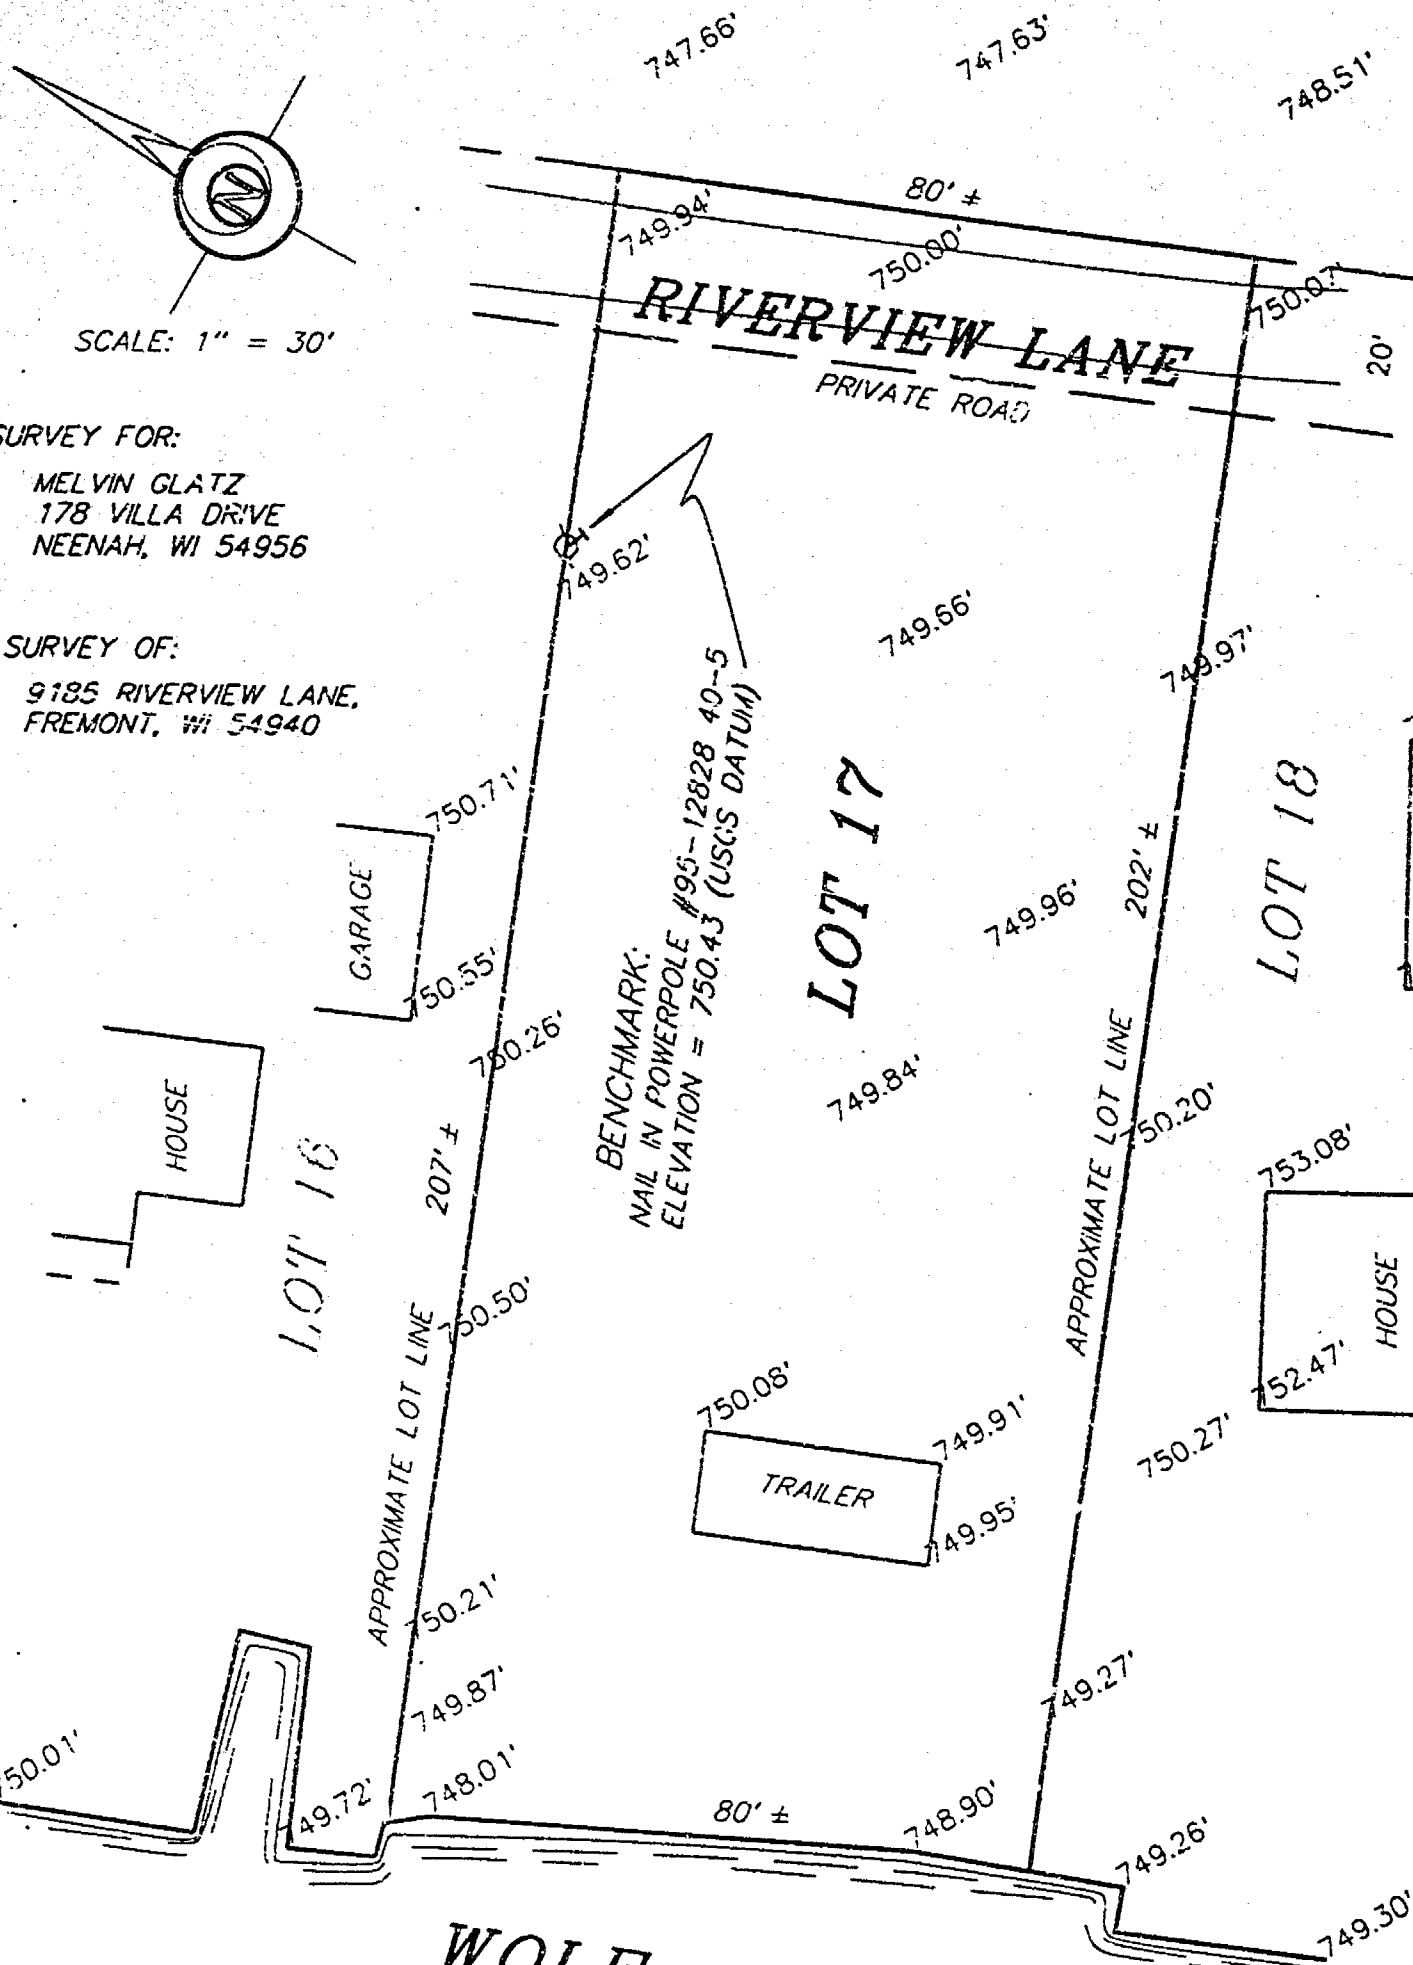 747.66'
747.63'
748.51'
N
SCALE: 1" = 30'
80' ±
749.94'
750.00'
750.07'
RIVERVIEW LANE
PRIVATE ROAD
20'
SURVEY FOR:
MELVIN GLATZ
178 VILLA DRIVE
NEENAH, WI 54956
749.62'
749.66'
749.97'
SURVEY OF:
9185 RIVERVIEW LANE,
FREMONT, WI 54940
BENCHMARK:
NAIL IN POWERPOLE #95-12828 40-5
ELEVATION = 750.43 (USGS DATUM)
LOT 17
LOT 18
750.71'
GARAGE
750.55'
750.26'
749.96'
202' ±
APPROXIMATE LOT LINE
749.84'
750.20'
753.08'
HOUSE
LOT 16
207' ±
750.50'
APPROXIMATE LOT LINE
750.08'
749.91'
TRAILER
749.95'
HOUSE
752.47'
750.27'
750.21'
749.87'
749.27'
50.01'
49.72'
748.01'
80' ±
748.90'
749.26'
749.30'
WOLF